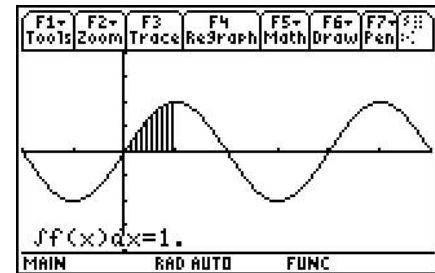 F1▾ F2▾ F3 F4 F5▾ F6▾ F7▾
Tools Zoom Trace ReGraph Math Draw Pen
∫f(x)dx=1.
MAIN RAD AUTO FUNC